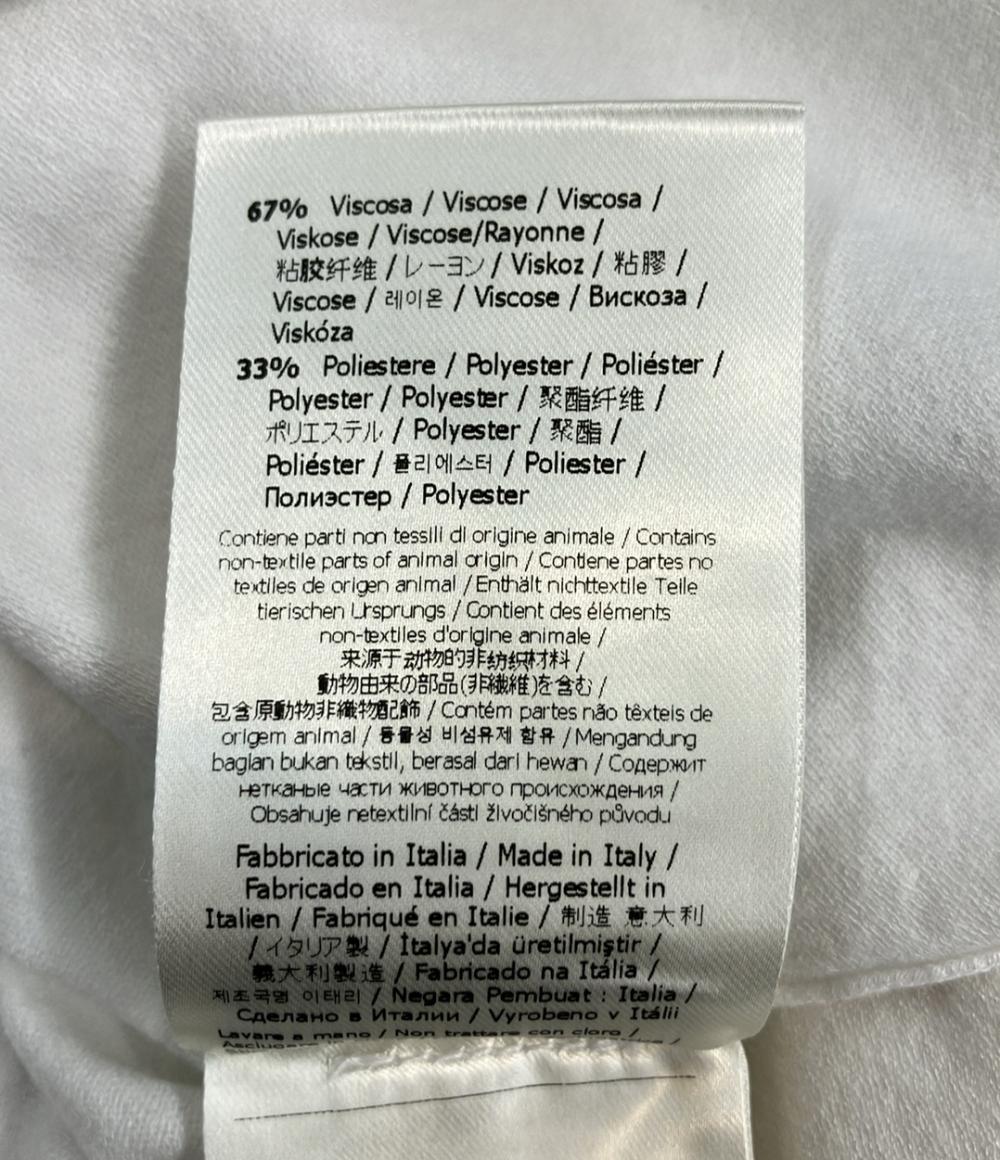 67% Viscosa / Viscose / Viscosa /
Viskose / Viscose/Rayonne /
粘胶纤维 / レーヨン / Viskoz / 粘膠 /
Viscose / 레이온 / Viscose / Вискоза /
Viskóza
33% Poliestere / Polyester / Poliéster /
Polyester / Polyester / 聚酯纤维 /
ポリエステル / Polyester / 聚酯 /
Poliéster / 폴리에스터 / Poliester /
Полиэстер / Polyester
Contiene parti non tessili di origine animale / Contains
non-textile parts of animal origin / Contiene partes no
textiles de origen animal / Enthält nichttextile Teile
tierischen Ursprungs / Contient des éléments
non-textiles d'origine animale /
来源于动物的非纺织材料 /
動物由来の部品(非繊維)を含む /
包含原動物非織物配飾 / Contém partes não têxteis de
origem animal / 동물성 비섬유제 함유 / Mengandung
bagian bukan tekstil, berasal dari hewan / Содержит
нетканые части животного происхождения /
Obsahuje netextilní části živočišného původu
Fabbricato in Italia / Made in Italy /
Fabricado en Italia / Hergestellt in
Italien / Fabriqué en Italie / 制造 意大利
/ イタリア製 / İtalya'da üretilmiştir /
義大利製造 / Fabricado na Itália /
제조국명 이태리 / Negara Pembuat : Italia /
Сделано в Италии / Vyrobeno v Itálii
Lavare a mano / Non trattare con cloro /